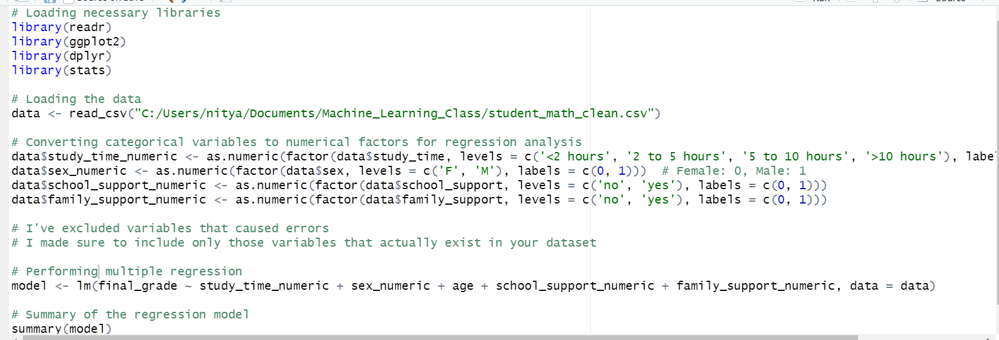 # Loading necessary libraries
library(readr)
library(ggplot2)
library(dplyr)
library(stats)
# Loading the data
data <- read_csv("C:/Users/nitya/Documents/Machine_Learning_Class/student_math_clean.csv")
# Converting categorical variables to numerical factors for regression analysis
data$study_time_numeric <- as.numeric(factor(data$study_time, levels = c('<2 hours', '2 to 5 hours', '5 to 10 hours', '>10 hours'), labe
data$sex_numeric <- as.numeric(factor(data$sex, levels = c('F', 'M'), labels = c(0, 1)))  # Female: 0, Male: 1
data$school_support_numeric <- as.numeric(factor(data$school_support, levels = c('no', 'yes'), labels = c(0, 1)))
data$family_support_numeric <- as.numeric(factor(data$family_support, levels = c('no', 'yes'), labels = c(0, 1)))
# I've excluded variables that caused errors
# I made sure to include only those variables that actually exist in your dataset
# Performing multiple regression
model <- lm(final_grade ~ study_time_numeric + sex_numeric + age + school_support_numeric + family_support_numeric, data = data)
# Summary of the regression model
summary(model)